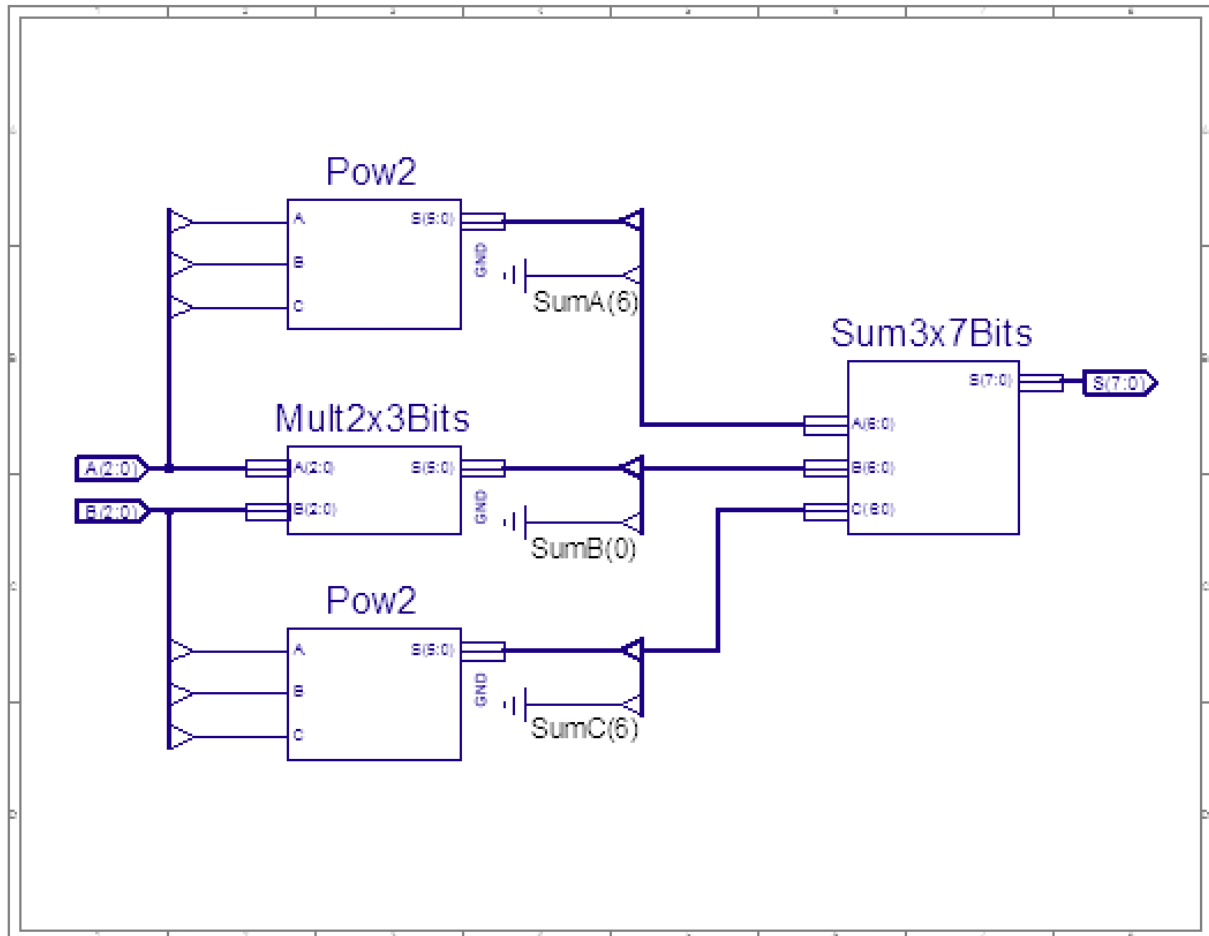 Pow2
A S(5:0)
B
C
GND
SumA(6)
Sum3x7Bits
S(7:0) S(7:0)
A(6:0)
B(6:0)
C(6:0)
Mult2x3Bits
A(2:0) A(2:0) S(5:0)
B(2:0) B(2:0)
GND
SumB(0)
Pow2
A S(5:0)
B
C
GND
SumC(6)